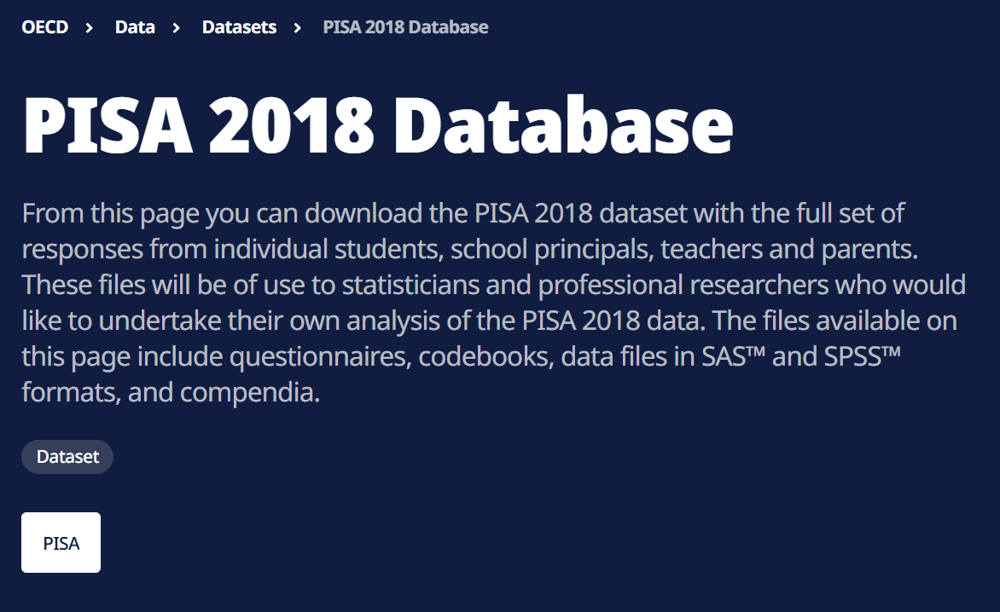 OECD > Data > Datasets > PISA 2018 Database
PISA 2018 Database
From this page you can download the PISA 2018 dataset with the full set of
responses from individual students, school principals, teachers and parents.
These files will be of use to statisticians and professional researchers who would
like to undertake their own analysis of the PISA 2018 data. The files available on
this page include questionnaires, codebooks, data files in SAS™ and SPSS™
formats, and compendia.
Dataset
PISA